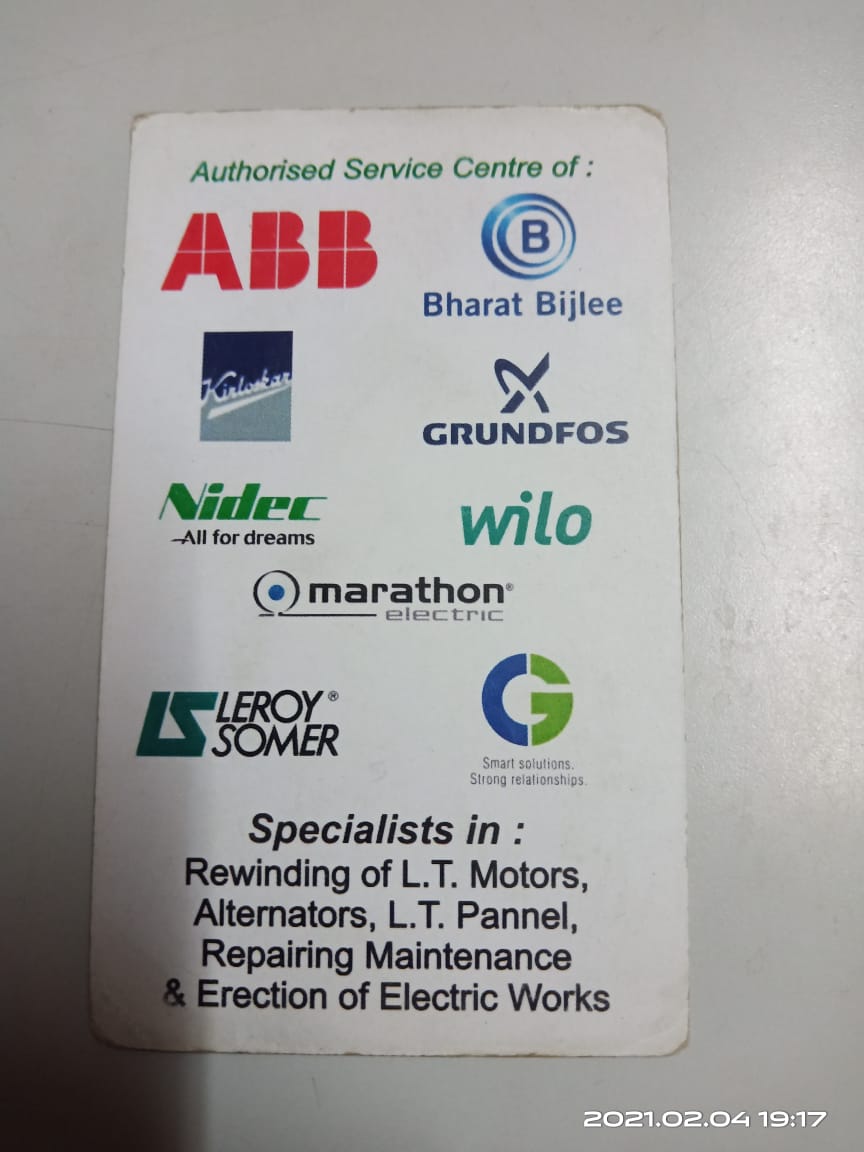 Authorised Service Centre of :
ABB
B
Bharat Bijlee
Kirloskar
GRUNDFOS
Nidec
All for dreams
wilo
marathon®
electric
LS LEROY®
SOMER
CG
Smart solutions.
Strong relationships.
Specialists in :
Rewinding of L.T. Motors,
Alternators, L.T. Pannel,
Repairing Maintenance
& Erection of Electric Works
2021.02.04 19:17